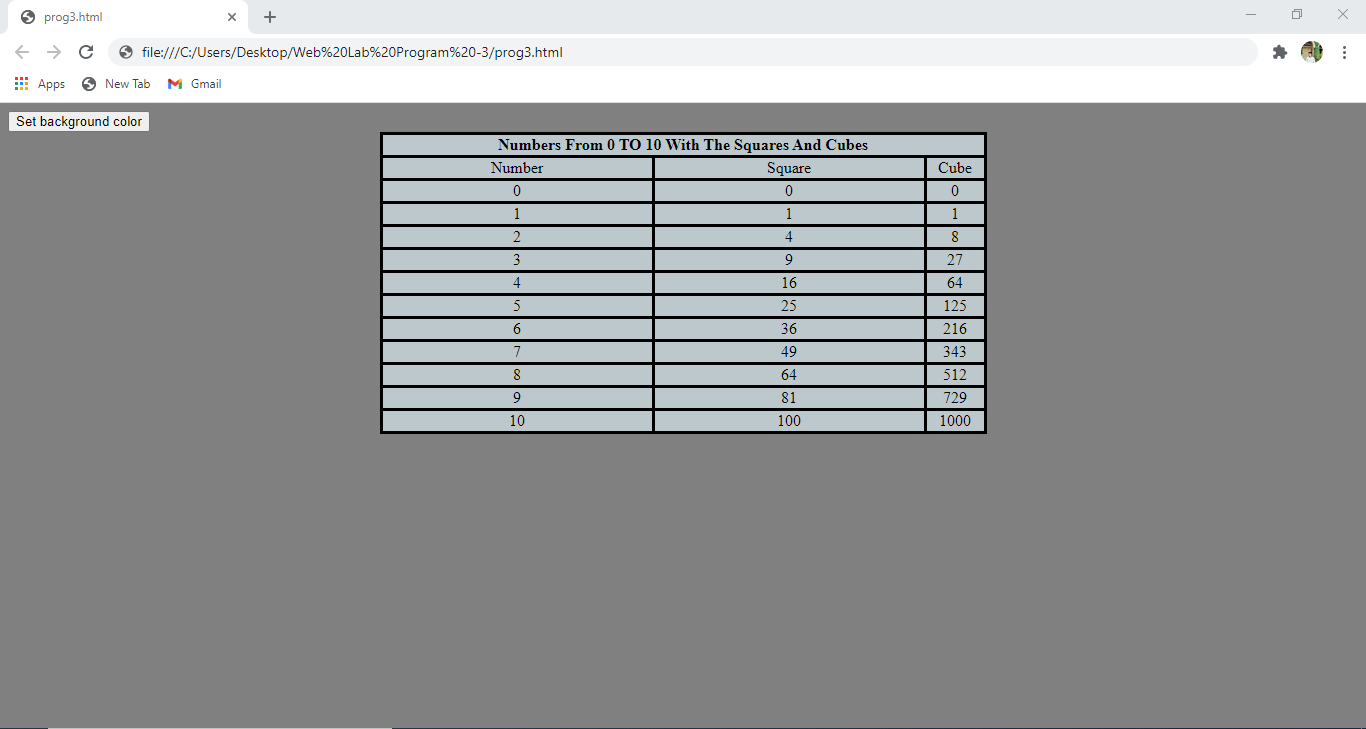 prog3.html
file:///C:/Users/Desktop/Web%20Lab%20Program%20-3/prog3.html
Apps New Tab Gmail
Set background color
Numbers From 0 TO 10 With The Squares And Cubes
Number Square Cube
0 0 0
1 1 1
2 4 8
3 9 27
4 16 64
5 25 125
6 36 216
7 49 343
8 64 512
9 81 729
10 100 1000